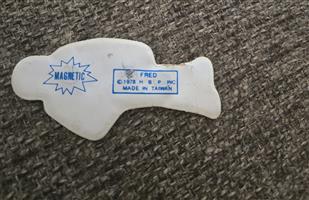 MAGNETIC
FRED
© 1978 H B P INC
MADE IN TAIWAN